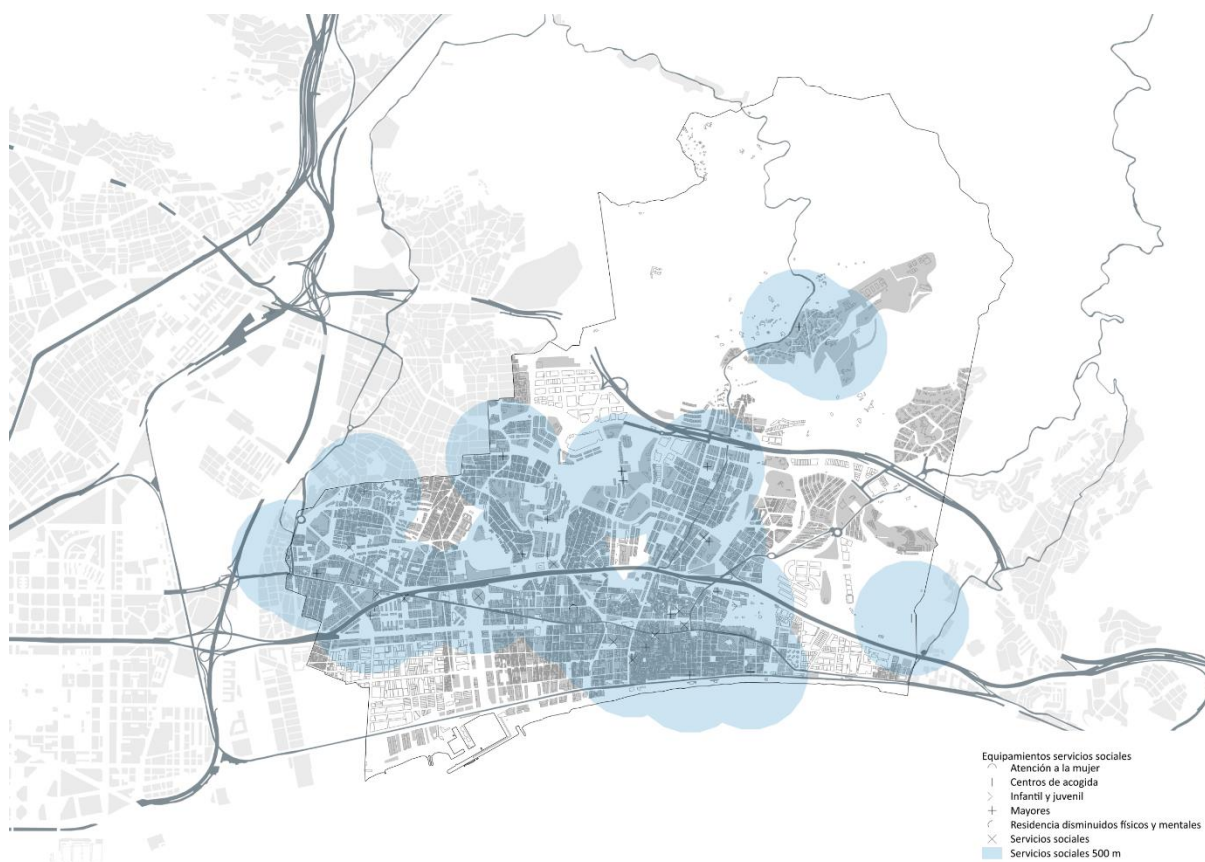 Equipamientos servicios sociales
Atención a la mujer
Centros de acogida
Infantil y juvenil
Mayores
Residencia disminuidos físicos y mentales
Servicios sociales
Servicios sociales 500 m